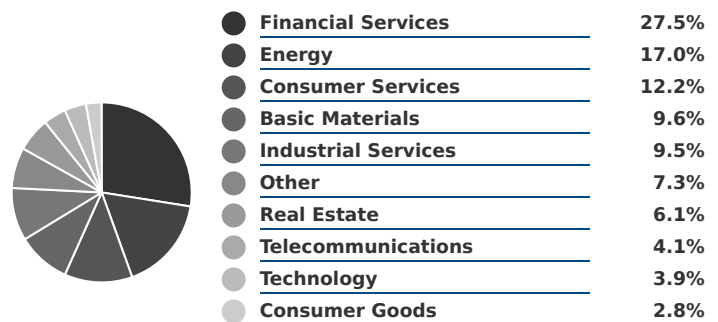 Financial Services 27.5%
Energy 17.0%
Consumer Services 12.2%
Basic Materials 9.6%
Industrial Services 9.5%
Other 7.3%
Real Estate 6.1%
Telecommunications 4.1%
Technology 3.9%
Consumer Goods 2.8%